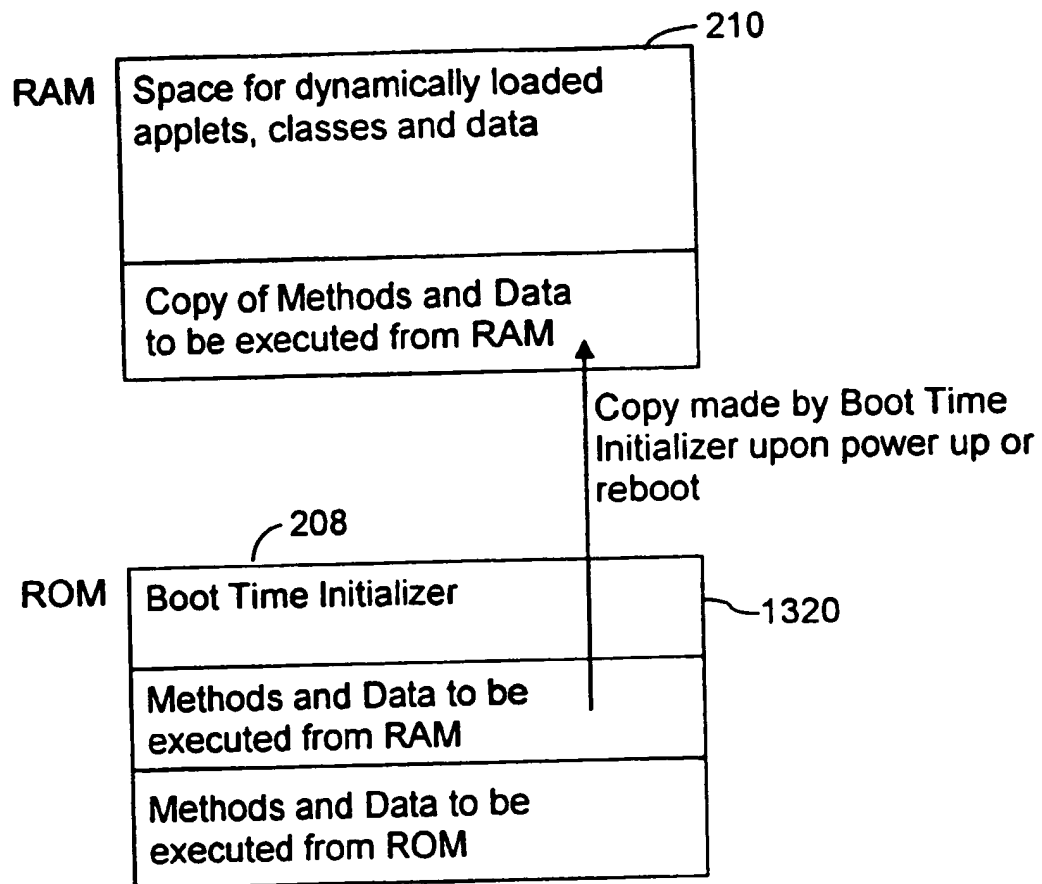 210
RAM
Space for dynamically loaded
applets, classes and data
Copy of Methods and Data
to be executed from RAM
Copy made by Boot Time
Initializer upon power up or
reboot
208
ROM
Boot Time Initializer
1320
Methods and Data to be
executed from RAM
Methods and Data to be
executed from ROM